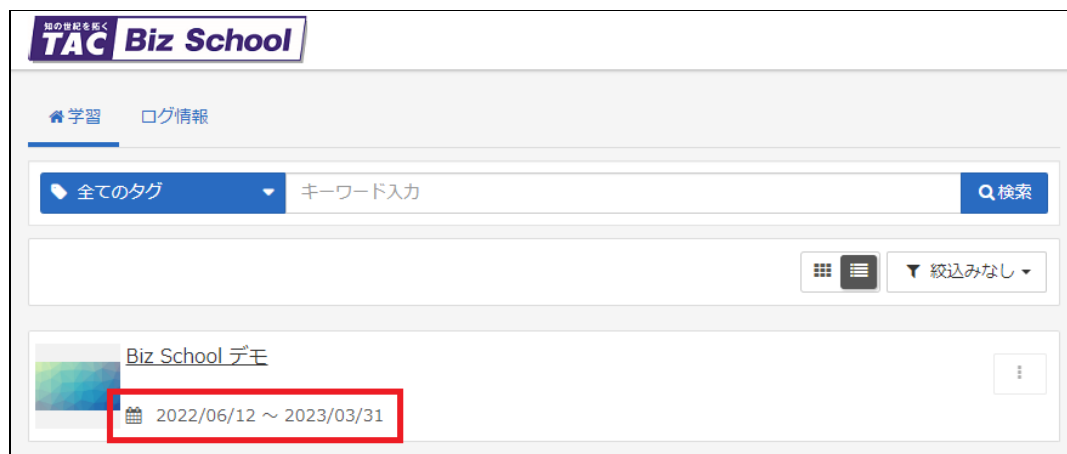 知の世紀を拓く
TAC Biz School
学習 ログ情報
全てのタグ キーワード入力 検索
絞込みなし
Biz School デモ
2022/06/12 ～ 2023/03/31